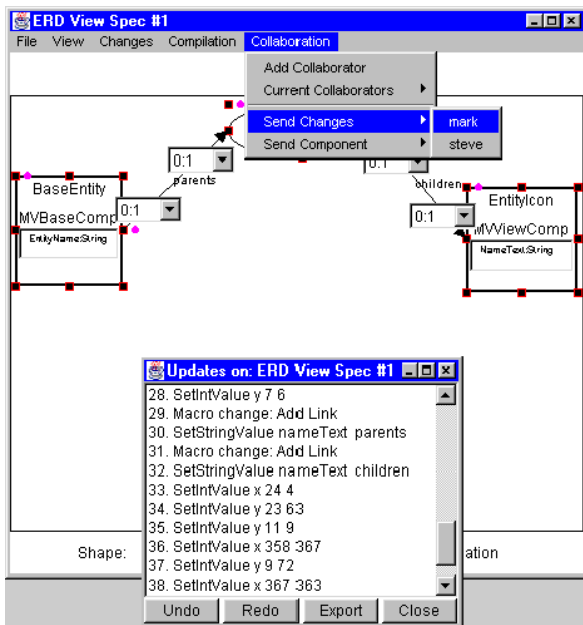 ERD View Spec #1
File View Changes Compilation Collaboration
Add Collaborator
Current Collaborators
Send Changes
mark
Send Component
steve
0:1
0:1
parents
children
BaseEntity
EntityIcon
MVBaseComp
0:1
0:1
MVViewComp
EntityName:String
NameText:String
Updates on: ERD View Spec #1
28. SetIntValue y 7 6
29. Macro change: Add Link
30. SetStringValue nameText parents
31. Macro change: Add Link
32. SetStringValue nameText children
33. SetIntValue x 24 4
34. SetIntValue y 23 63
35. SetIntValue y 11 9
36. SetIntValue x 358 367
37. SetIntValue y 9 72
38. SetIntValue x 367 363
Shape:
ation
Undo Redo Export Close